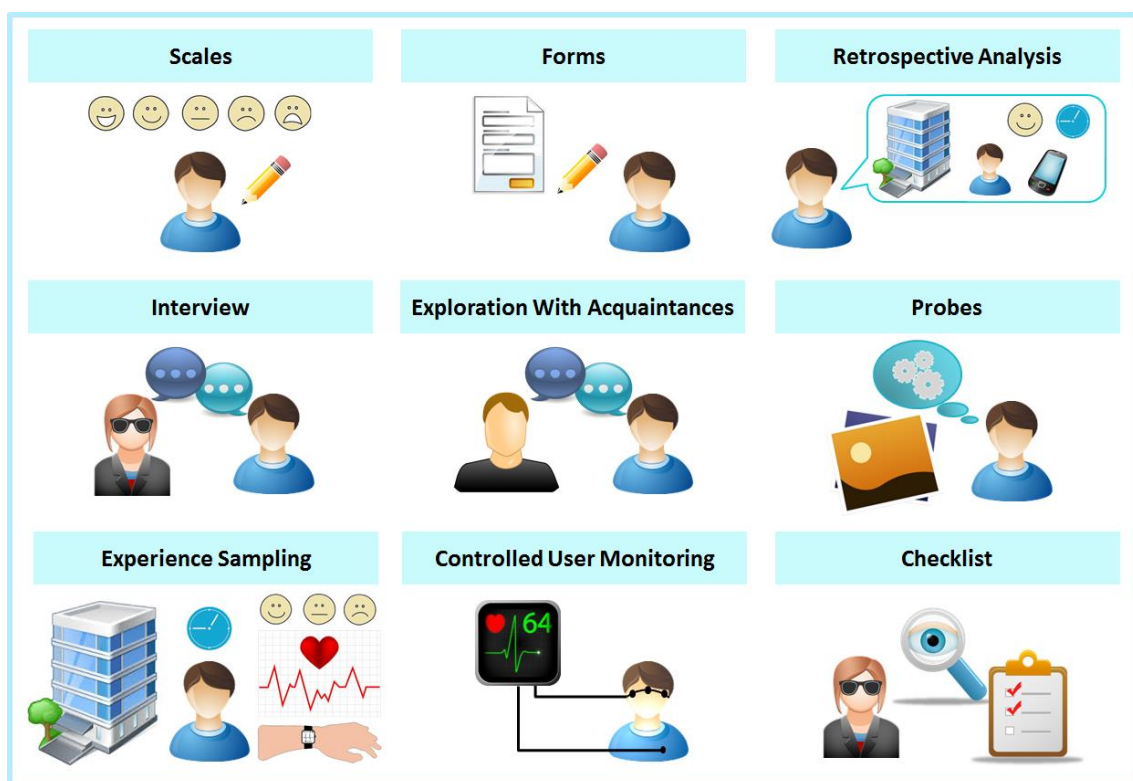 Scales
Forms
Retrospective Analysis
Interview
Exploration With Acquaintances
Probes
Experience Sampling
Controlled User Monitoring
Checklist
64